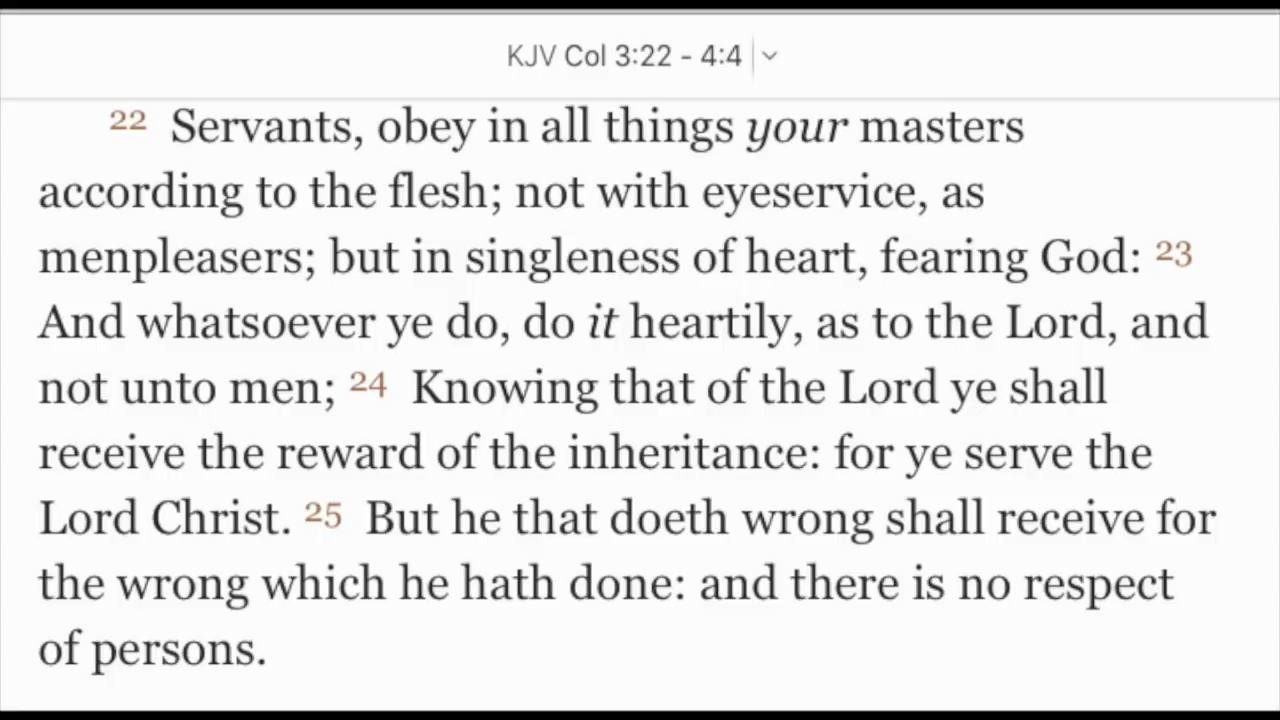 KJV Col 3:22 - 4:4
22 Servants, obey in all things your masters
according to the flesh; not with eyeservice, as
menpleasers; but in singleness of heart, fearing God: 23
And whatsoever ye do, do it heartily, as to the Lord, and
not unto men; 24 Knowing that of the Lord ye shall
receive the reward of the inheritance: for ye serve the
Lord Christ. 25 But he that doeth wrong shall receive for
the wrong which he hath done: and there is no respect
of persons.